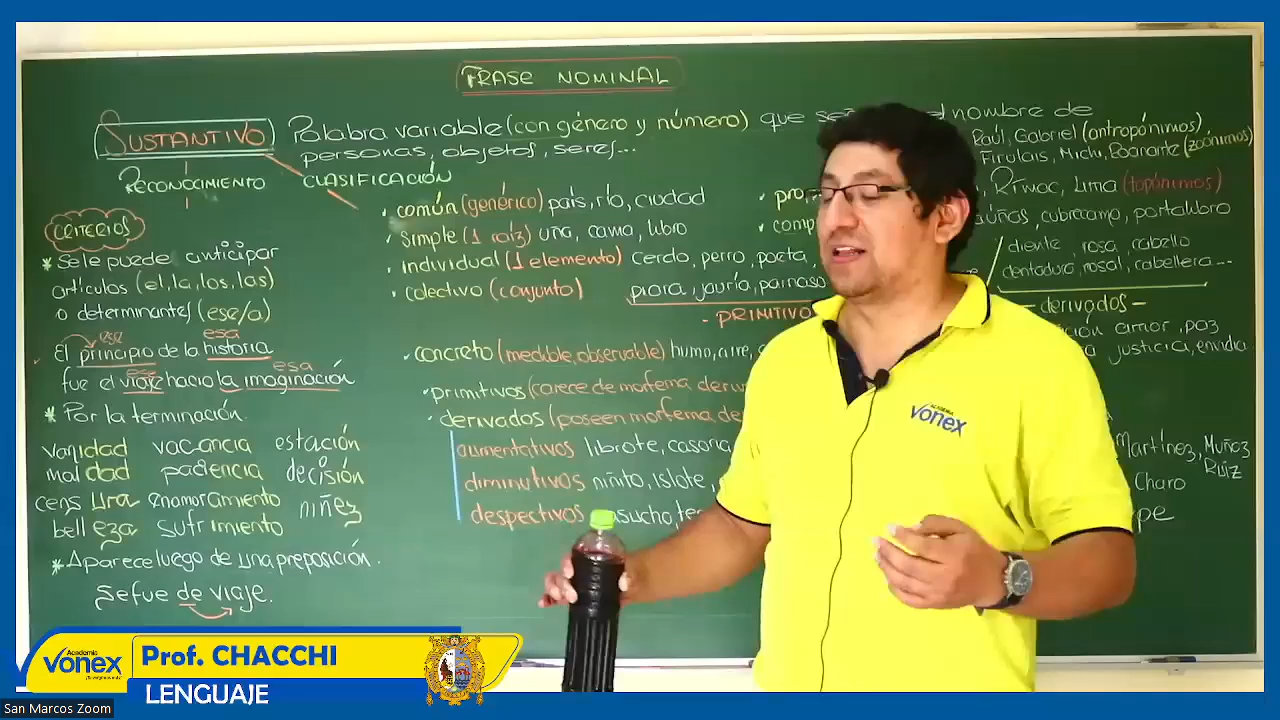 FRASE NOMINAL
SUSTANTIVO Palabra variable (con género y número) que nombre de
personas, objetos, seres...
Raúl, Gabriel (antropónimos)
Firulais, Michi, (zoónimos)
RECONOCIMIENTO CLASIFICACIÓN
Rímac, Lima (topónimos)
CRITERIOS
* Se le puede anticipar
artículos (el, la, los, las)
o determinantes (ese/a)
ese esa
El principio de la historia
ese esa
fue el viaje hacia la imaginación
* Por la terminación.
vanidad vacancia estación
maldad paciencia decisión
censura enamoramiento niñez
belleza sufrimiento
* Aparece luego de una preposición.
Se fue de viaje.
• común (genérico) país, río, ciudad
• simple (1 raíz) uña, cama, libro
• individual (1 elemento) cerdo, perro, poeta
• colectivo (conjunto) piara, jauría, parnaso
- PRIMITIVO
cubrecama, portalibro
diente, rosa, cabello
dentadura, rosal, cabellera...
- derivados -
• concreto (medible, observable) humo, aire,
amor, paz
justicia, envidia
• primitivos (carece de morfema
• derivados (poseen morfema
aumentativos librote, casona
diminutivos niñito, islote,
despectivos
Martínez, Muñoz
Ruiz
Charo
vonex
Academia
vonex
Prof. CHACCHI
LENGUAJE
San Marcos Zoom